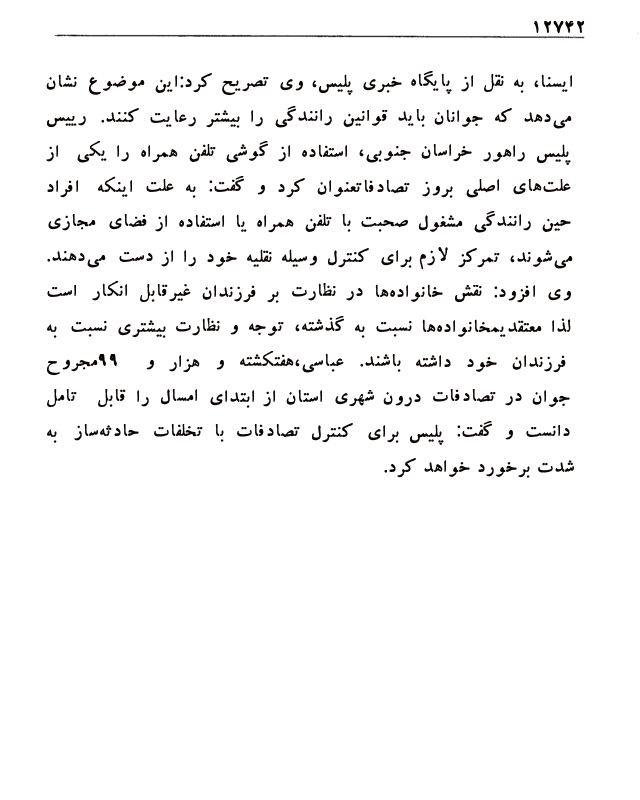 ۱۲۷۴۲
ایسنا، به نقل از پایگاه خبری پلیس، وی تصریح کرد:این موضوع نشان
می‌دهد که جوانان باید قوانین رانندگی را بیشتر رعایت کنند. رییس
پلیس راهور خراسان جنوبی، استفاده از گوشی تلفن همراه را یکی از
علت‌های اصلی بروز تصادفاتعنوان کرد و گفت: به علت اینکه افراد
حین رانندگی مشغول صحبت با تلفن همراه یا استفاده از فضای مجازی
می‌شوند، تمرکز لازم برای کنترل وسیله نقلیه خود را از دست می‌دهند.
وی افزود: نقش خانواده‌ها در نظارت بر فرزندان غیرقابل انکار است
لذا معتقدیمخانواده‌ها نسبت به گذشته، توجه و نظارت بیشتری نسبت به
فرزندان خود داشته باشند. عباسی،هفتکشته و هزار و ۹۹مجروح
جوان در تصادفات درون شهری استان از ابتدای امسال را قابل تامل
دانست و گفت: پلیس برای کنترل تصادفات با تخلفات حادثه‌ساز به
شدت برخورد خواهد کرد.